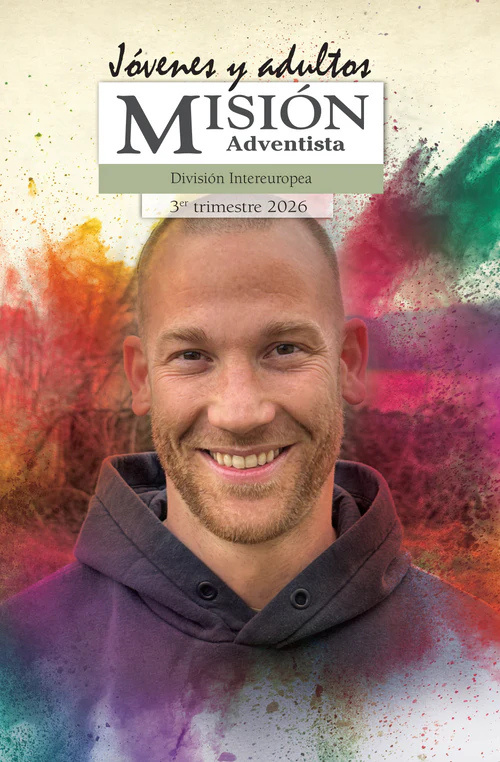 Jóvenes y adultos
MISIÓN
Adventista
División Intereuropea
3er trimestre 2026